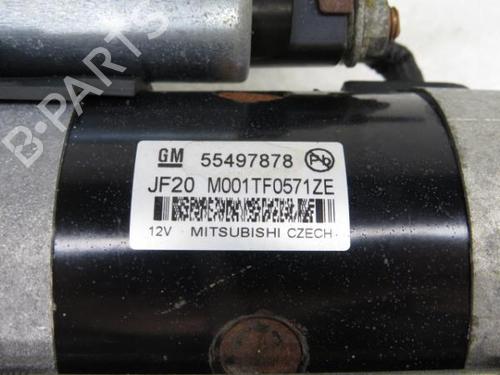 B-PARTS
GM 55497878 Pb
JF20 M001TF0571ZE
12V MITSUBISHI CZECH